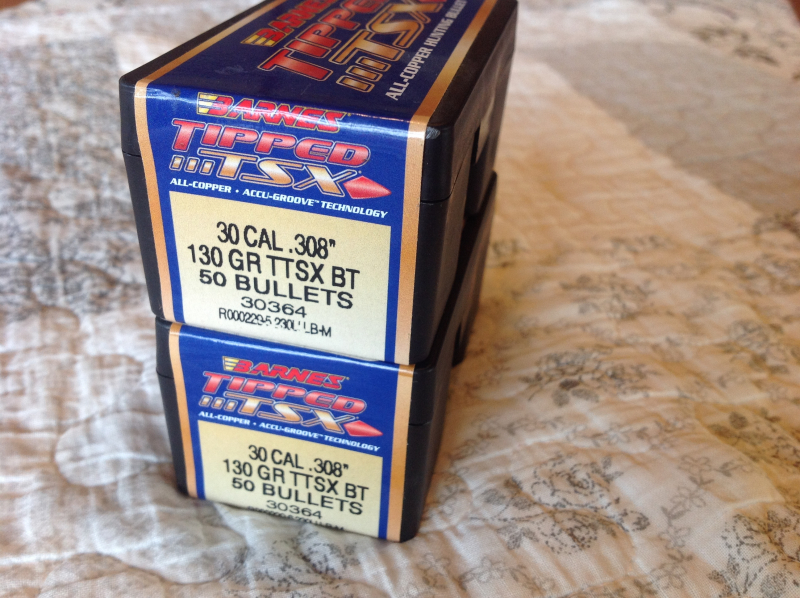 BARNES
TIPPED
TSX
ALL-COPPER HUNTING BULLET
BARNES
TIPPED
TSX
ALL-COPPER • ACCU-GROOVE™ TECHNOLOGY
30 CAL .308"
130 GR TTSX BT
50 BULLETS
30364
BARNES
TIPPED
TSX
ALL-COPPER • ACCU-GROOVE™ TECHNOLOGY
30 CAL .308"
130 GR TTSX BT
50 BULLETS
30364